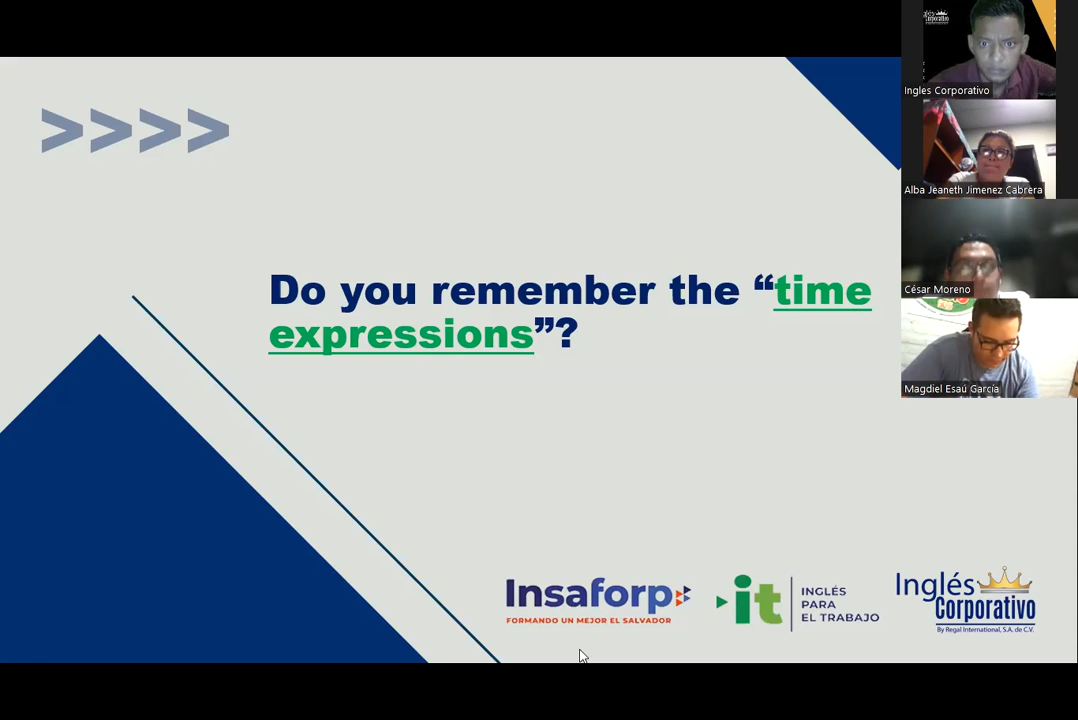 >>>>
Do you remember the “time
expressions”?
Insaforp
FORMANDO UN MEJOR EL SALVADOR
it
INGLÉS
PARA
EL TRABAJO
Inglés
Corporativo
By Regal International, S.A. de C.V.
Corporativo
Ingles Corporativo
Alba Jeaneth Jimenez Cabrera
César Moreno
Magdiel Esaú García